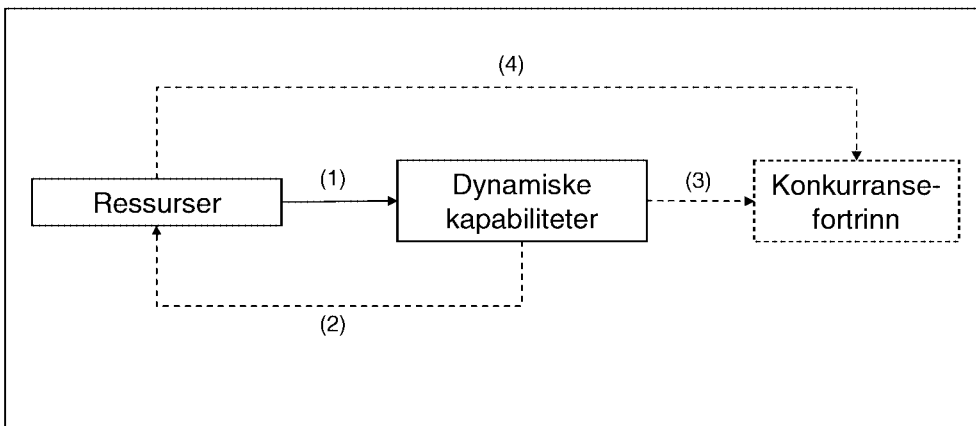 (4)
Ressurser
(1)
Dynamiske
kapabiliteter
(3)
Konkurranse-
fortrinn
(2)